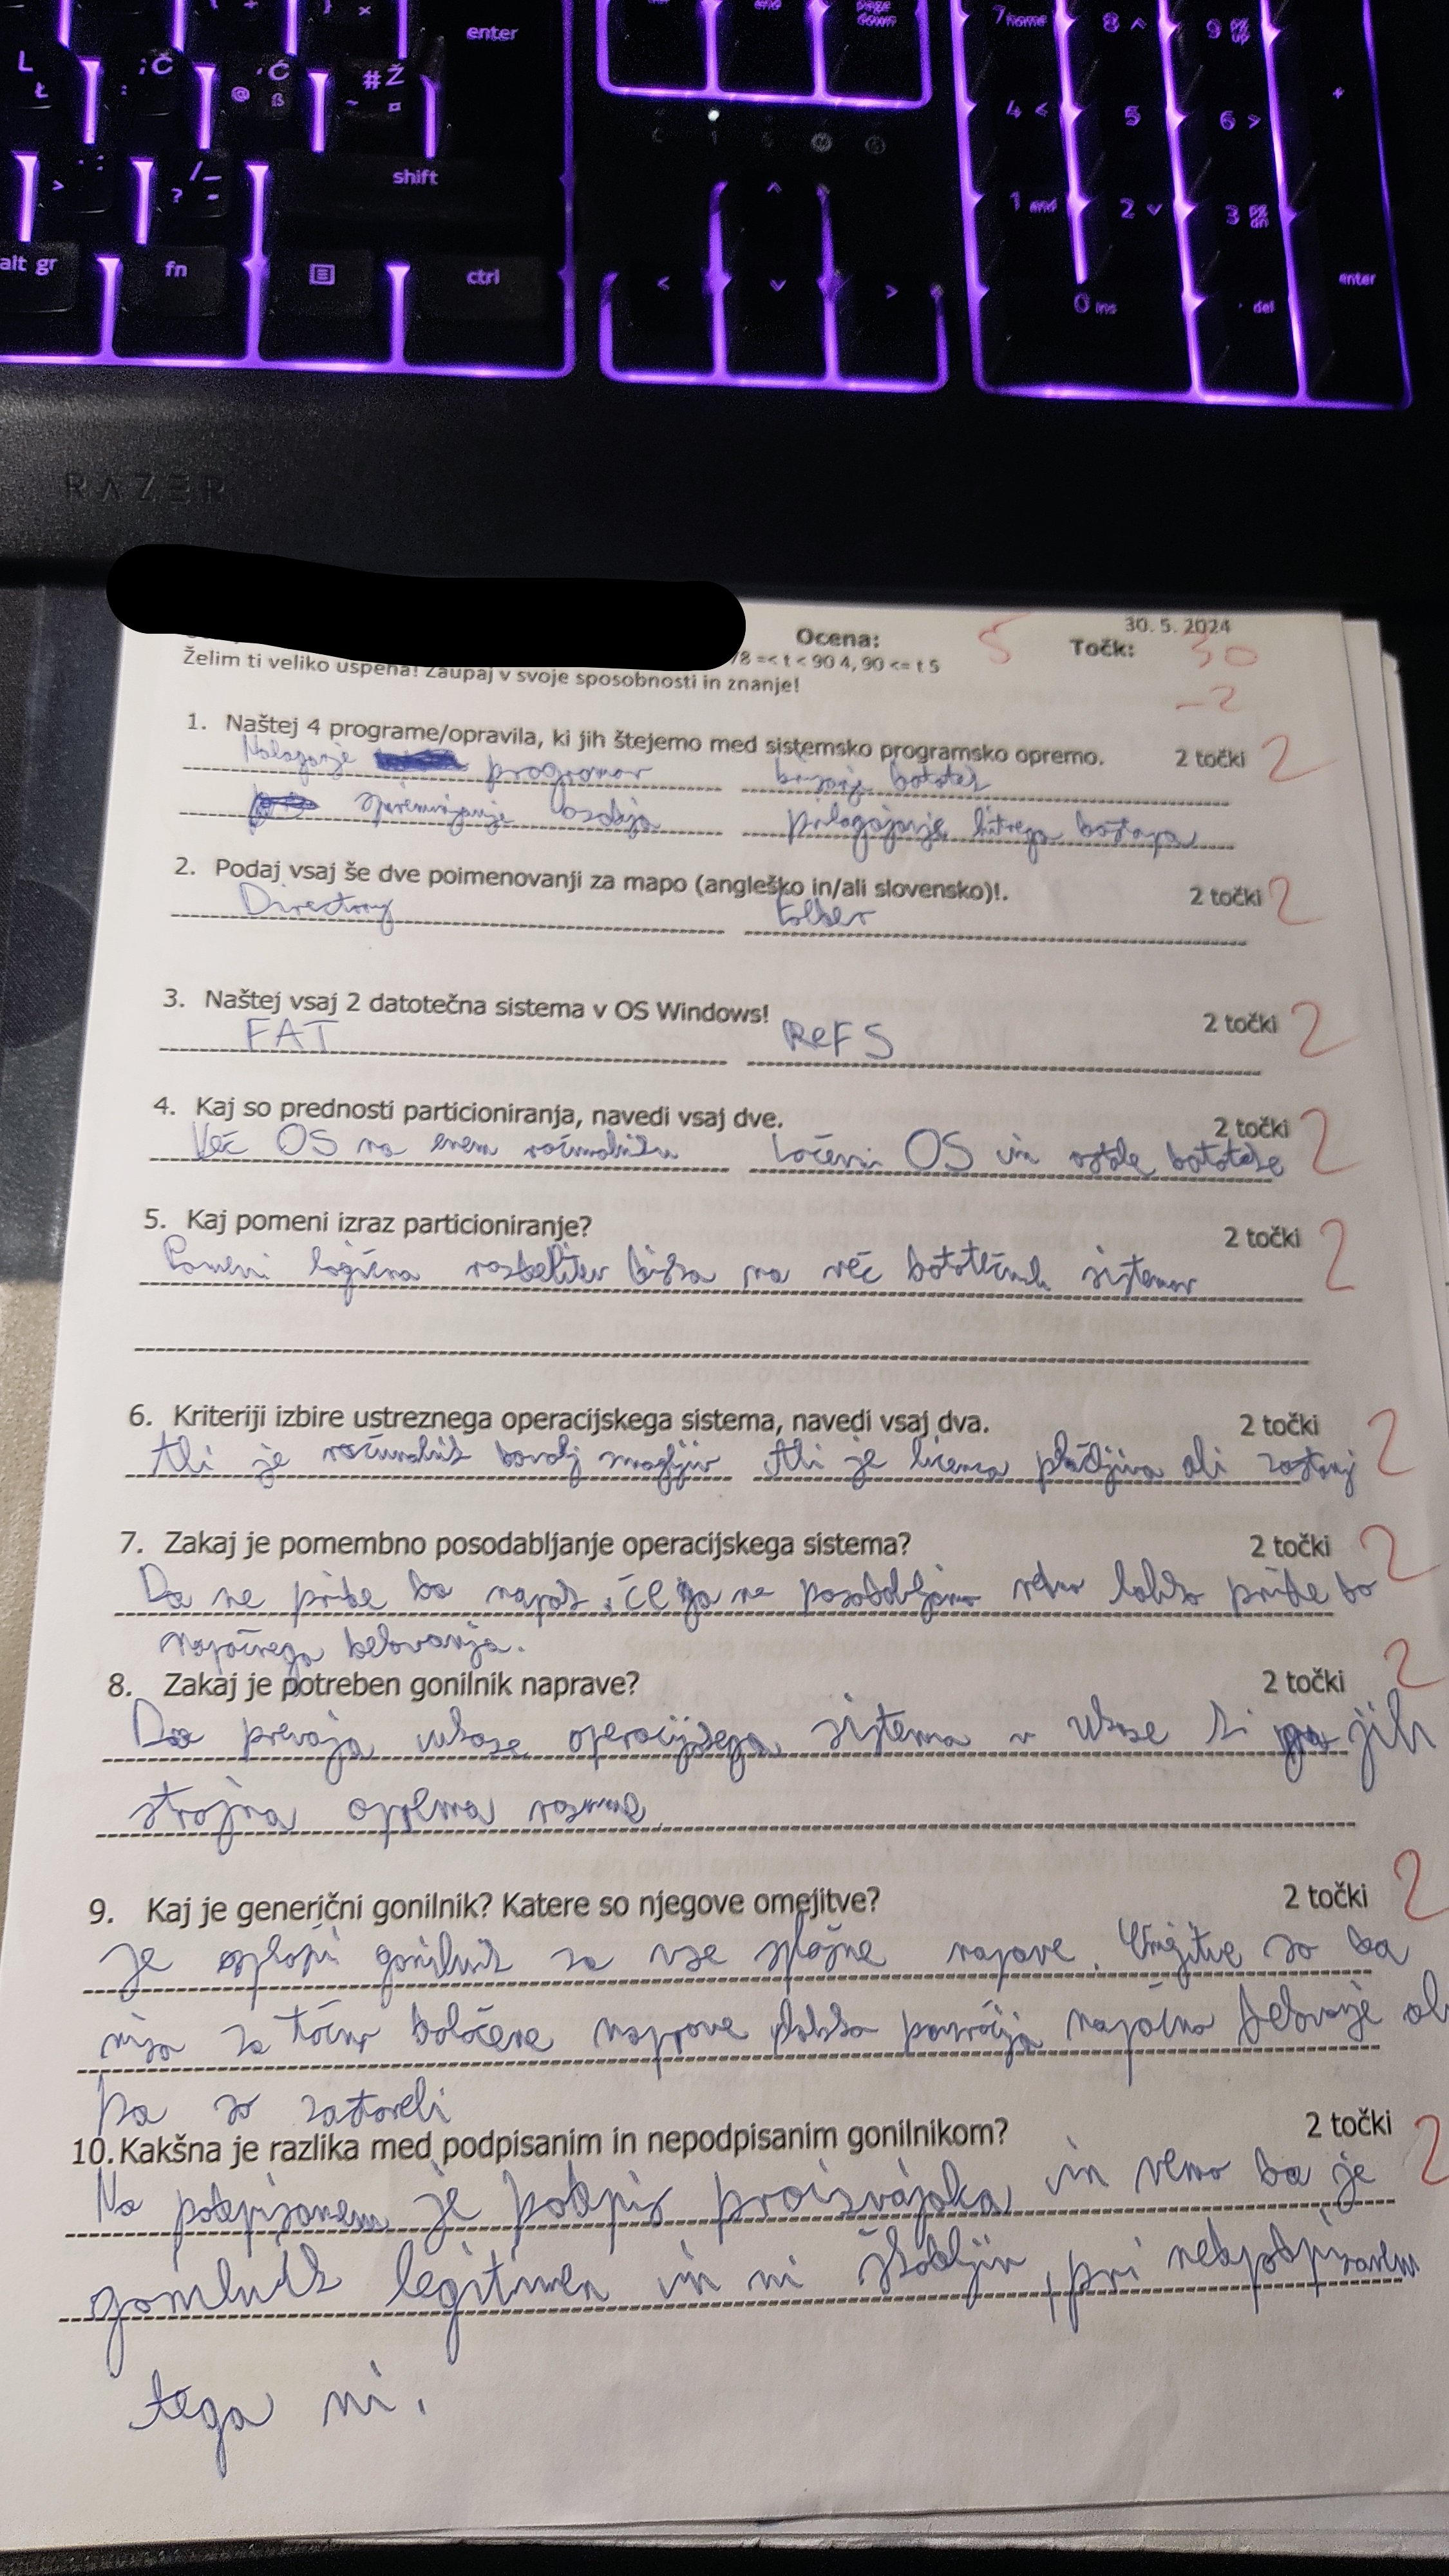 enter
page down
7 home
8
9 pg up
L Ł
; Č :
' Ć @ ß
# Ž ~ ¤
4 <
5
6 >
+
shift
>
/ _
? -
1 end
2
3 pg dn
alt gr
fn
ctrl
<
>
0 ins
. del
enter
RAZER
30. 5. 2024
Ocena: 5 Točk: 30
78 =< t < 90 4, 90 <= t 5
-2
Želim ti veliko uspeha! Zaupaj v svoje sposobnosti in znanje!
1. Naštej 4 programe/opravila, ki jih štejemo med sistemsko programsko opremo. 2 točki 2
Nalaganje programov brisanje datotek
spreminjanje ozadja prilagajanje hitrega dostopa
2. Podaj vsaj še dve poimenovanji za mapo (angleško in/ali slovensko)!. 2 točki 2
Directory folder
3. Naštej vsaj 2 datotečna sistema v OS Windows! 2 točki 2
FAT ReFS
4. Kaj so prednosti particioniranja, navedi vsaj dve. 2 točki 2
Več OS na enem računalniku Ločeni OS in ostale datoteke
5. Kaj pomeni izraz particioniranje? 2 točki 2
Pomeni logična razdelitev diska na več datotečnih sistemov
6. Kriteriji izbire ustreznega operacijskega sistema, navedi vsaj dva. 2 točki 2
Ali je računalnik dovolj zmogljiv Ali je licenca plačljiva ali zastonj
7. Zakaj je pomembno posodabljanje operacijskega sistema? 2 točki 2
Da ne pride do napak, če ga ne posodabljamo redno lahko pride do
napačnega delovanja.
8. Zakaj je potreben gonilnik naprave? 2 točki 2
Da prevaja ukaze operacijskega sistema v ukaze ki jih
strojna oprema razume
9. Kaj je generični gonilnik? Katere so njegove omejitve? 2 točki 2
je splošni gonilnik za vse splošne naprave. Omejitve so da
niso za točno določene naprave lahko povročijo napačno delovanje ali
pa so zastareli
10. Kakšna je razlika med podpisanim in nepodpisanim gonilnikom? 2 točki 2
Na podpisanem je podpis proizvajalca in vemo da je
gonilnik legitimen in ni škodljiv, pri nepodpisanem
tega ni.